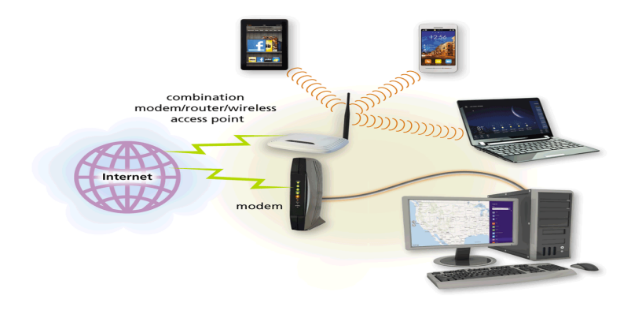 combination
modem/router/wireless
access point
Internet
modem